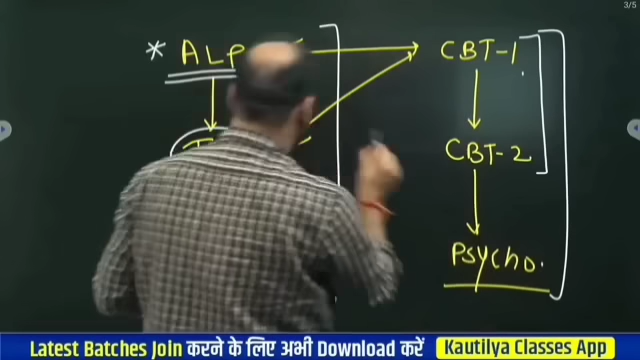 3/5
* ALP
CBT-1
CBT-2
Psycho.
Latest Batches Join करने के लिए अभी Download करें Kautilya Classes App